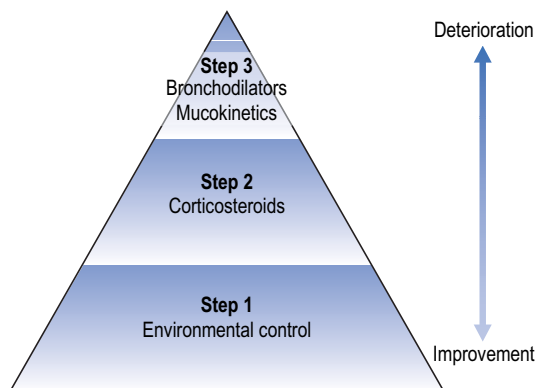 Deterioration
Step 3
Bronchodilators
Mucokinetics
Step 2
Corticosteroids
Step 1
Environmental control
Improvement